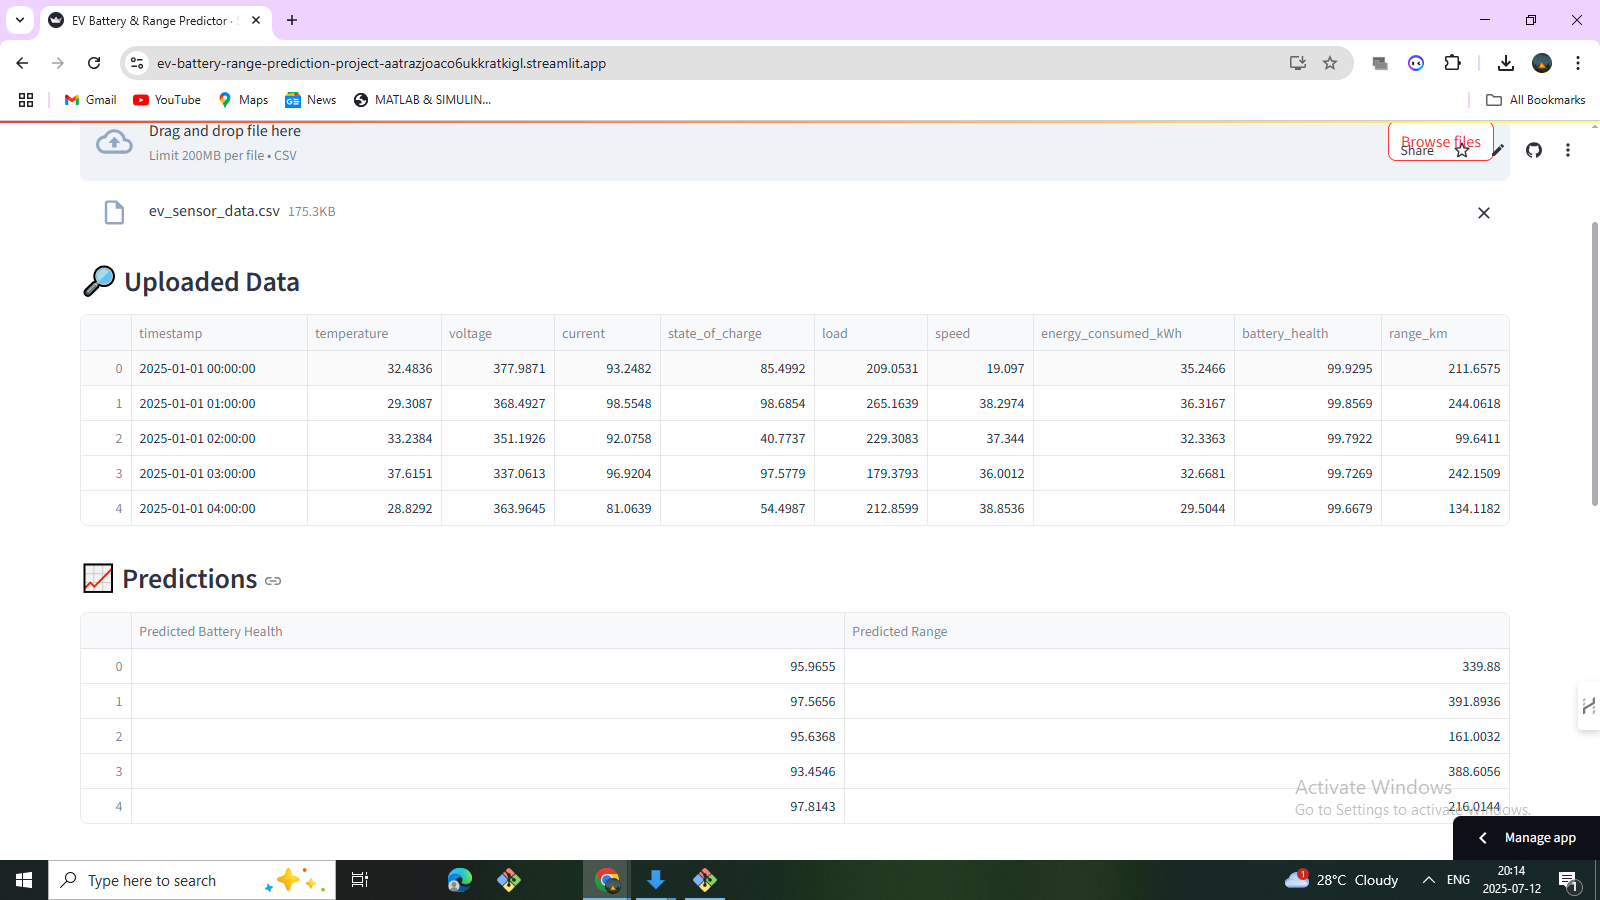 EV Battery & Range Predictor ·
ev-battery-range-prediction-project-aatrazjoaco6ukkratkigl.streamlit.app
Gmail YouTube Maps News MATLAB & SIMULIN... All Bookmarks
Drag and drop file here
Limit 200MB per file • CSV
Browse files
Share
ev_sensor_data.csv 175.3KB
Uploaded Data
timestamp temperature voltage current state_of_charge load speed energy_consumed_kWh battery_health range_km
0 2025-01-01 00:00:00 32.4836 377.9871 93.2482 85.4992 209.0531 19.097 35.2466 99.9295 211.6575
1 2025-01-01 01:00:00 29.3087 368.4927 98.5548 98.6854 265.1639 38.2974 36.3167 99.8569 244.0618
2 2025-01-01 02:00:00 33.2384 351.1926 92.0758 40.7737 229.3083 37.344 32.3363 99.7922 99.6411
3 2025-01-01 03:00:00 37.6151 337.0613 96.9204 97.5779 179.3793 36.0012 32.6681 99.7269 242.1509
4 2025-01-01 04:00:00 28.8292 363.9645 81.0639 54.4987 212.8599 38.8536 29.5044 99.6679 134.1182
Predictions
Predicted Battery Health Predicted Range
0 95.9655 339.88
1 97.5656 391.8936
2 95.6368 161.0032
3 93.4546 388.6056
4 97.8143 216.0144
Activate Windows
Go to Settings to activate Windows.
Manage app
Type here to search
1 28°C Cloudy ENG
20:14
2025-07-12
1